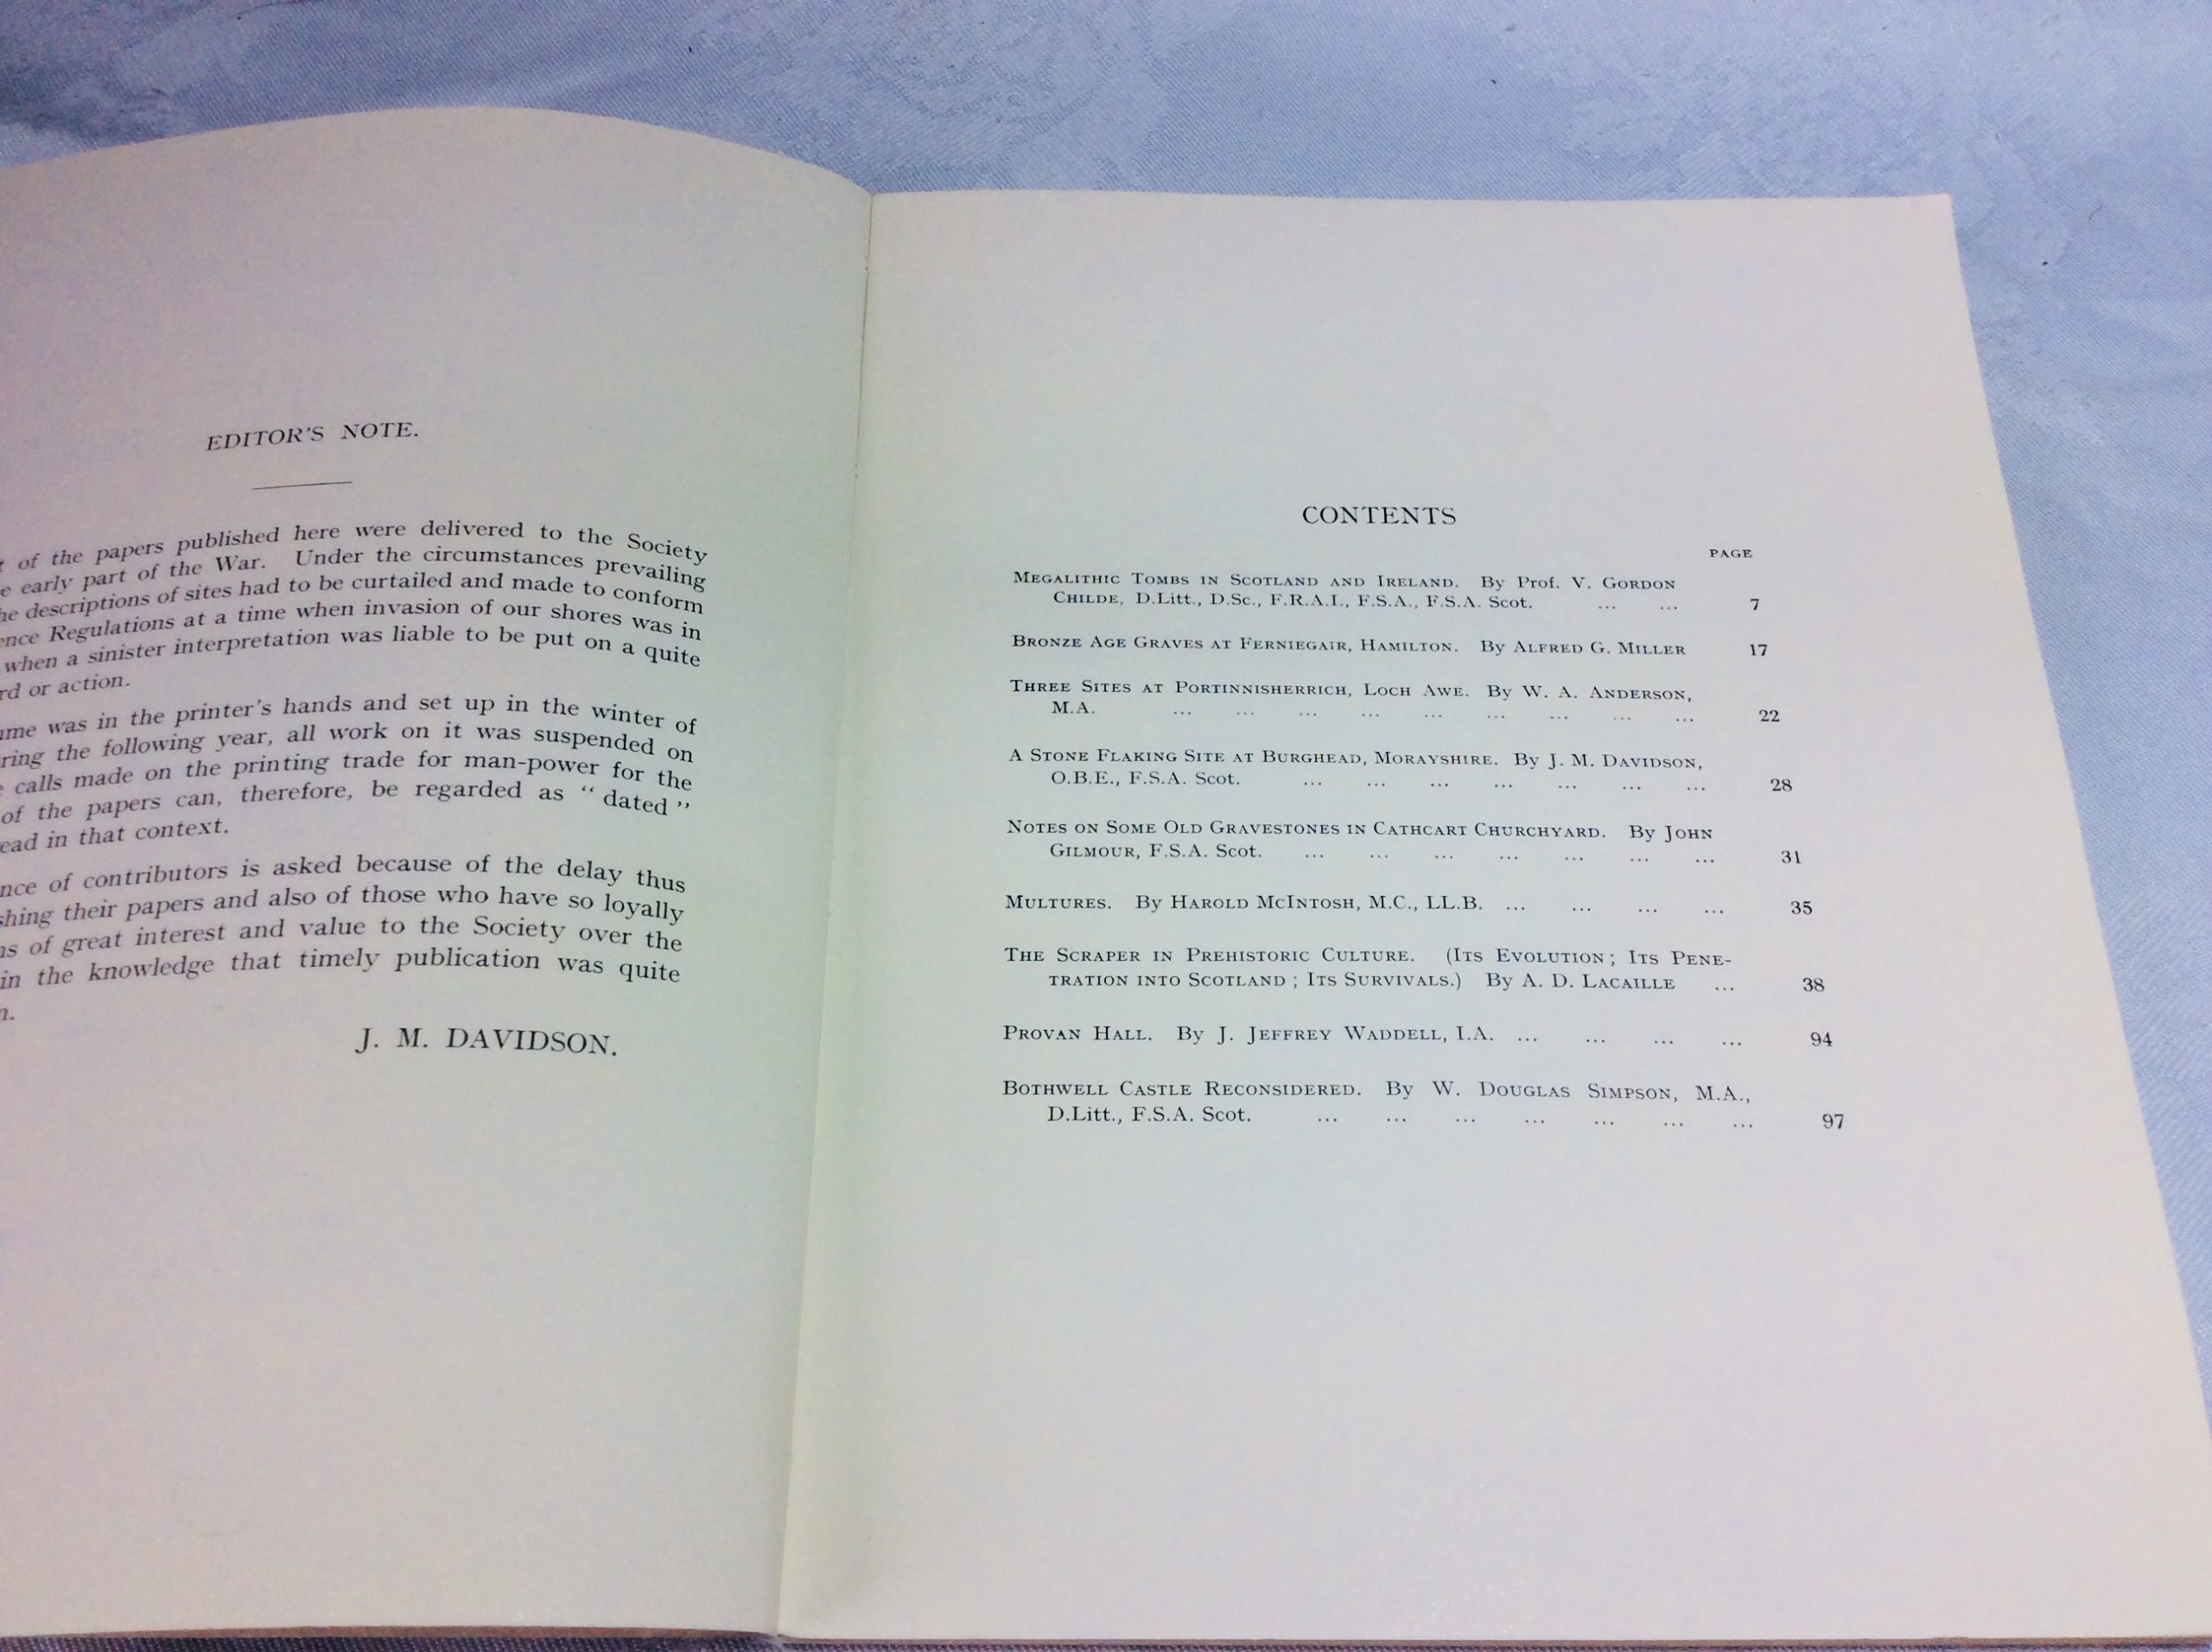 EDITOR'S NOTE.
of the papers published here were delivered to the Society
early part of the War. Under the circumstances prevailing
descriptions of sites had to be curtailed and made to conform
Regulations at a time when invasion of our shores was in
when a sinister interpretation was liable to be put on a quite
or action.
was in the printer's hands and set up in the winter of
the following year, all work on it was suspended on
calls made on the printing trade for man-power for the
of the papers can, therefore, be regarded as " dated "
in that context.
of contributors is asked because of the delay thus
their papers and also of those who have so loyally
of great interest and value to the Society over the
in the knowledge that timely publication was quite
J. M. DAVIDSON.
CONTENTS
PAGE
MEGALITHIC TOMBS IN SCOTLAND AND IRELAND. By Prof. V. GORDON
CHILDE, D.Litt., D.Sc., F.R.A.I., F.S.A., F.S.A. Scot. ... ... 7
BRONZE AGE GRAVES AT FERNIEGAIR, HAMILTON. By ALFRED G. MILLER 17
THREE SITES AT PORTINNISHERRICH, LOCH AWE. By W. A. ANDERSON,
M.A. ... ... ... ... ... ... ... ... ... 22
A STONE FLAKING SITE AT BURGHEAD, MORAYSHIRE. By J. M. DAVIDSON,
O.B.E., F.S.A. Scot. ... ... ... ... ... ... ... 28
NOTES ON SOME OLD GRAVESTONES IN CATHCART CHURCHYARD. By JOHN
GILMOUR, F.S.A. Scot. ... ... ... ... ... ... ... 31
MULTURES. By HAROLD MCINTOSH, M.C., LL.B. ... ... ... ... 35
THE SCRAPER IN PREHISTORIC CULTURE. (ITS EVOLUTION; ITS PENE-
TRATION INTO SCOTLAND; ITS SURVIVALS.) By A. D. LACAILLE ... 38
PROVAN HALL. By J. JEFFREY WADDELL, I.A. ... ... ... ... 94
BOTHWELL CASTLE RECONSIDERED. By W. DOUGLAS SIMPSON, M.A.,
D.Litt., F.S.A. Scot. ... ... ... ... ... ... ... 97